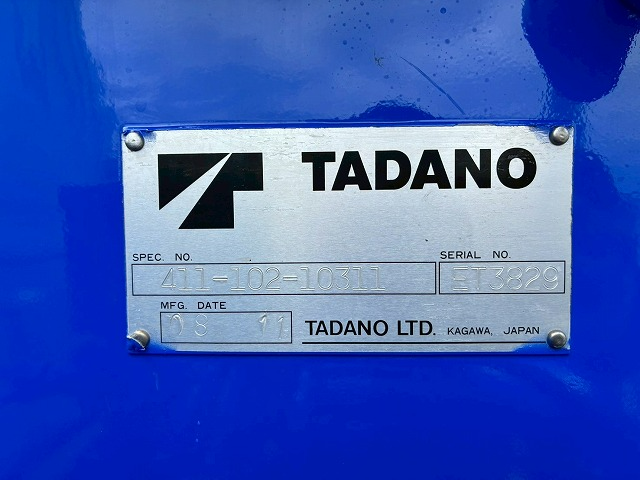 TADANO
SPEC. NO.
411-102-10311
SERIAL NO.
ET3829
MFG. DATE
08 11
TADANO LTD. KAGAWA, JAPAN